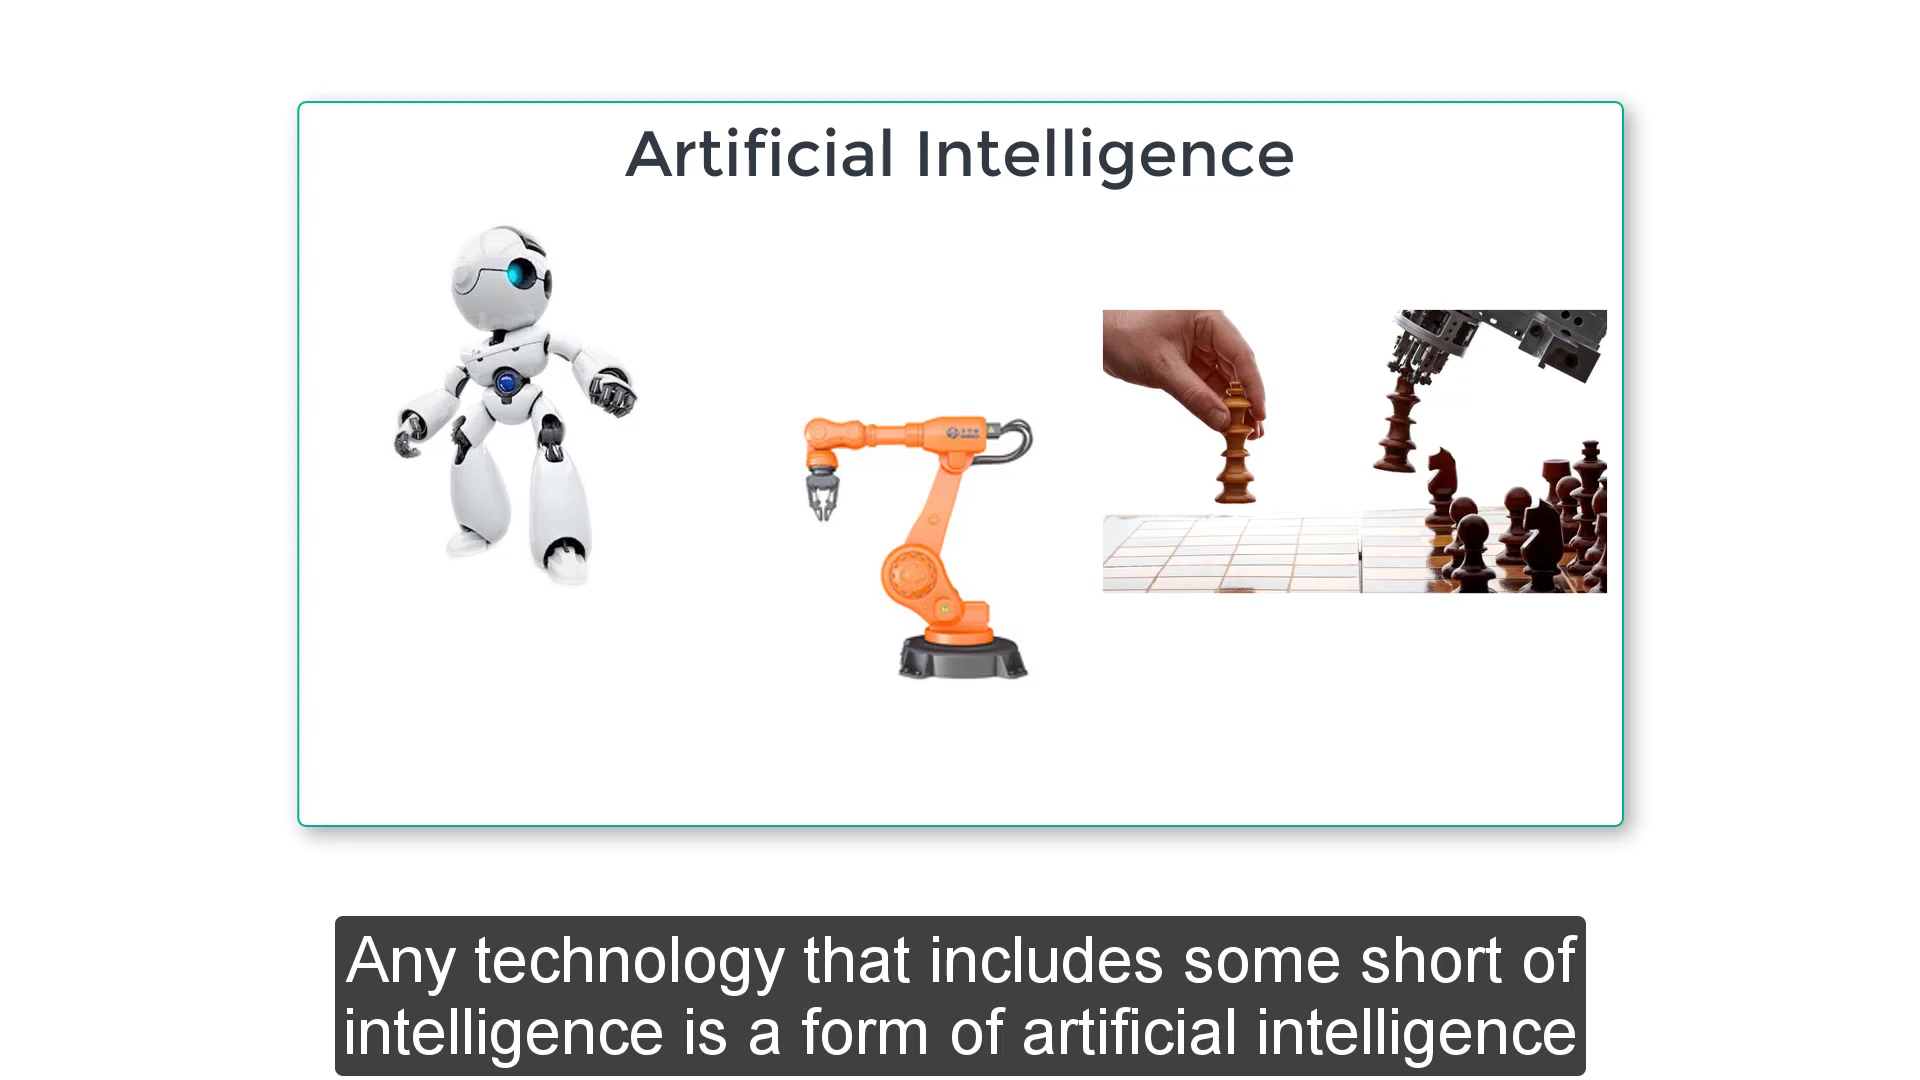 Artificial Intelligence
Any technology that includes some short of
intelligence is a form of artificial intelligence